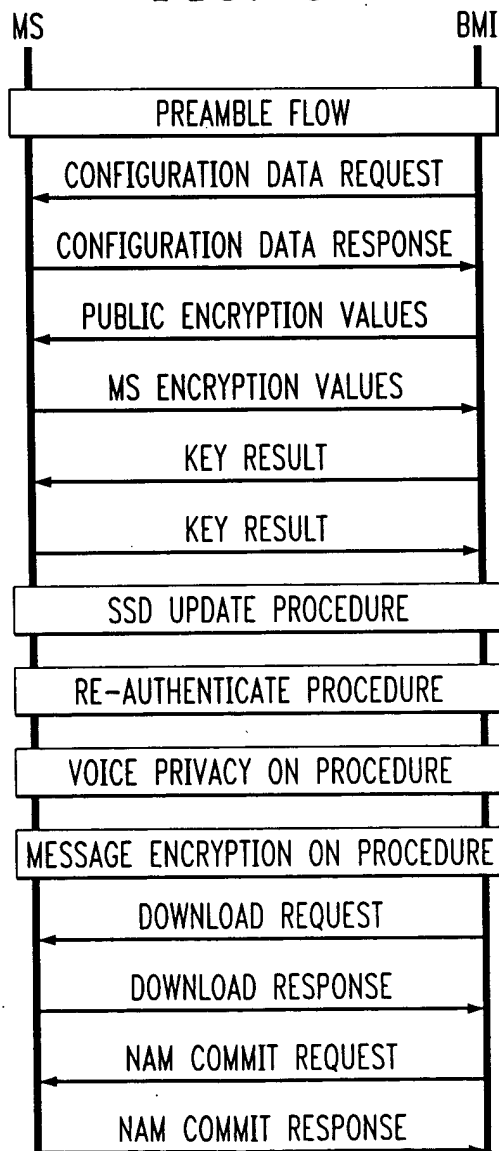 MS BMI
PREAMBLE FLOW
CONFIGURATION DATA REQUEST
CONFIGURATION DATA RESPONSE
PUBLIC ENCRYPTION VALUES
MS ENCRYPTION VALUES
KEY RESULT
KEY RESULT
SSD UPDATE PROCEDURE
RE-AUTHENTICATE PROCEDURE
VOICE PRIVACY ON PROCEDURE
MESSAGE ENCRYPTION ON PROCEDURE
DOWNLOAD REQUEST
DOWNLOAD RESPONSE
NAM COMMIT REQUEST
NAM COMMIT RESPONSE